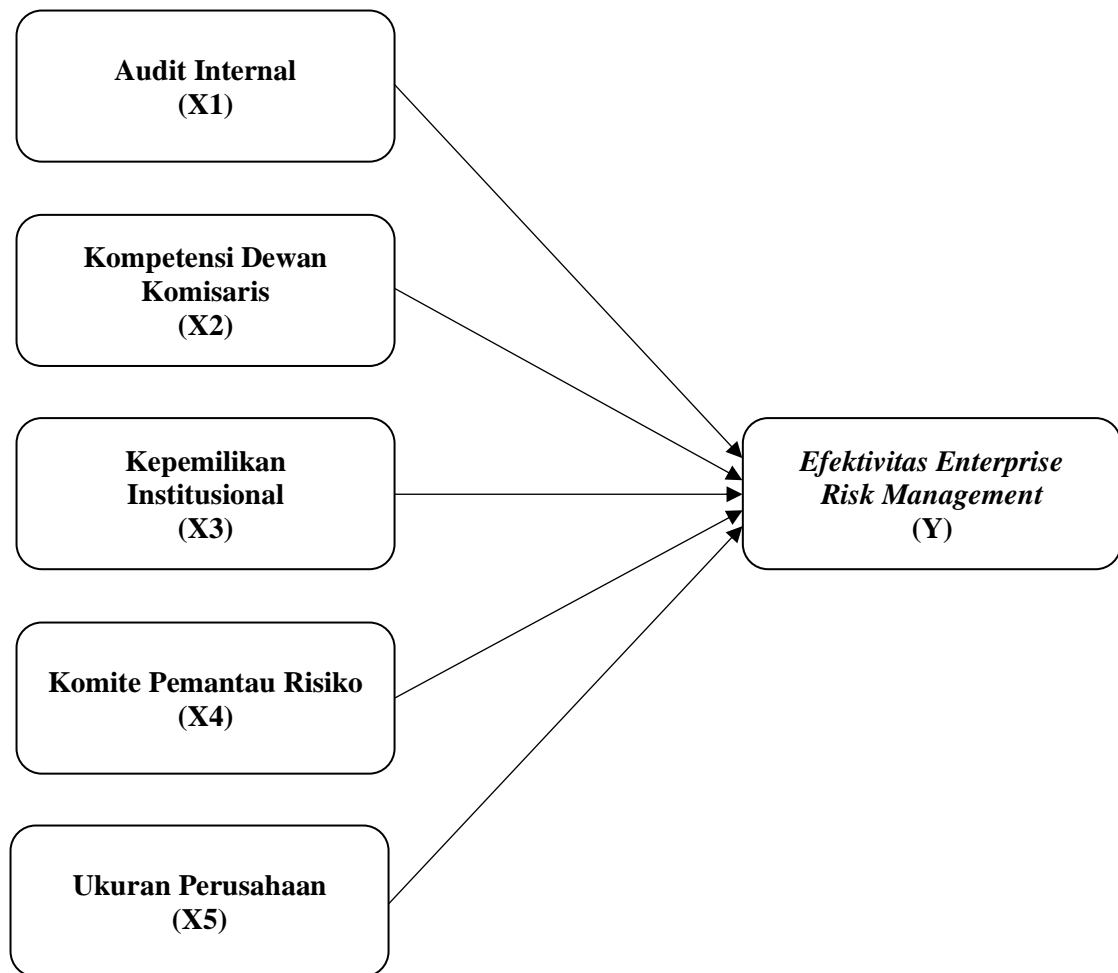 Audit Internal
(X1)
Kompetensi Dewan
Komisaris
(X2)
Kepemilikan
Institusional
(X3)
Efektivitas Enterprise
Risk Management
(Y)
Komite Pemantau Risiko
(X4)
Ukuran Perusahaan
(X5)